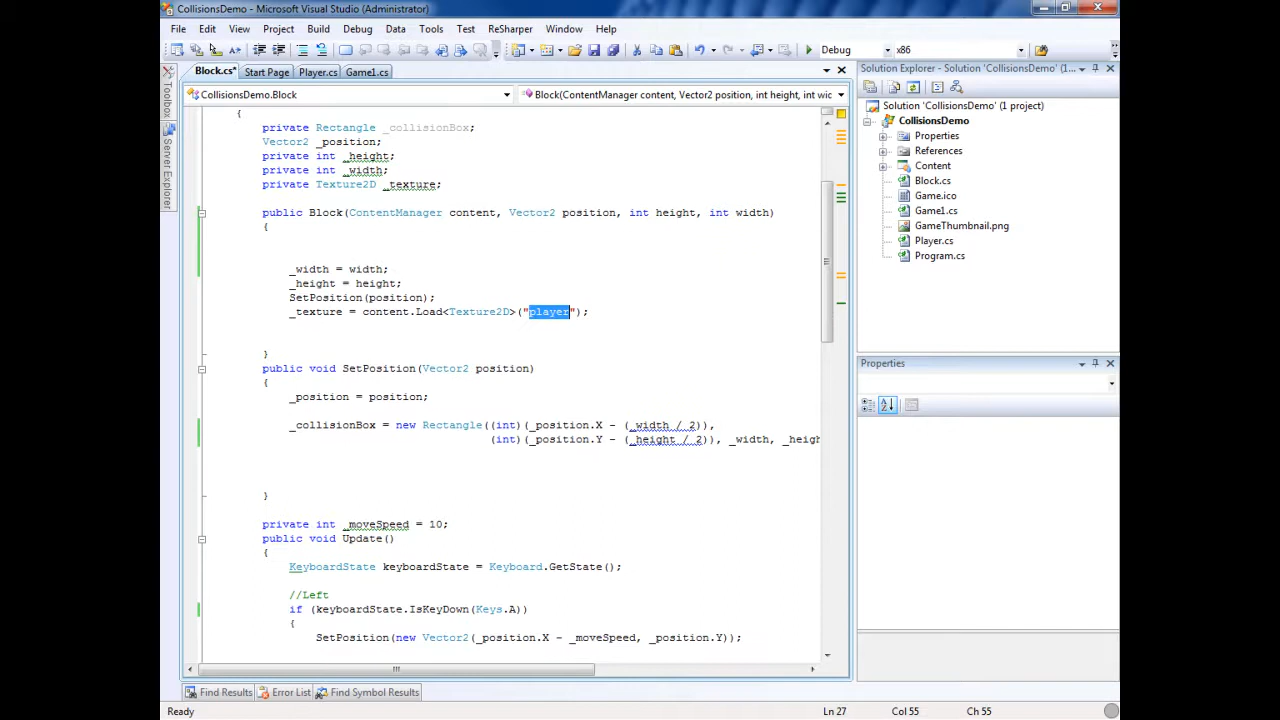 CollisionsDemo - Microsoft Visual Studio (Administrator)
File Edit View Project Build Debug Data Tools Test ReSharper Window Help
Debug x86
Block.cs* Start Page Player.cs Game1.cs
CollisionsDemo.Block
Block(ContentManager content, Vector2 position, int height, int wic
{
private Rectangle _collisionBox;
Vector2 _position;
private int _height;
private int _width;
private Texture2D _texture;
public Block(ContentManager content, Vector2 position, int height, int width)
{
_width = width;
_height = height;
SetPosition(position);
_texture = content.Load<Texture2D>("player");
}
public void SetPosition(Vector2 position)
{
_position = position;
_collisionBox = new Rectangle((int)(_position.X - (_width / 2)),
(int)(_position.Y - (_height / 2)), _width, _heigh
}
private int _moveSpeed = 10;
public void Update()
{
KeyboardState keyboardState = Keyboard.GetState();
//Left
if (keyboardState.IsKeyDown(Keys.A))
{
SetPosition(new Vector2(_position.X - _moveSpeed, _position.Y));
Toolbox
Server Explorer
Solution Explorer - Solution 'CollisionsDemo' (1...
Solution 'CollisionsDemo' (1 project)
CollisionsDemo
Properties
References
Content
Block.cs
Game.ico
Game1.cs
GameThumbnail.png
Player.cs
Program.cs
Properties
Find Results Error List Find Symbol Results
Ready Ln 27 Col 55 Ch 55